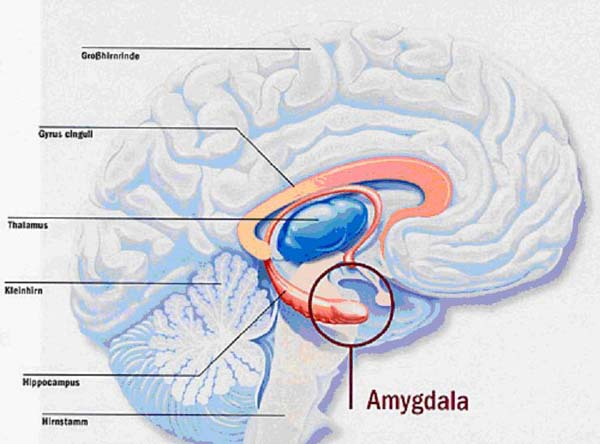 Großhirnrinde
Gyrus cinguli
Thalamus
Kleinhirn
Hippocampus
Amygdala
Hirnstamm